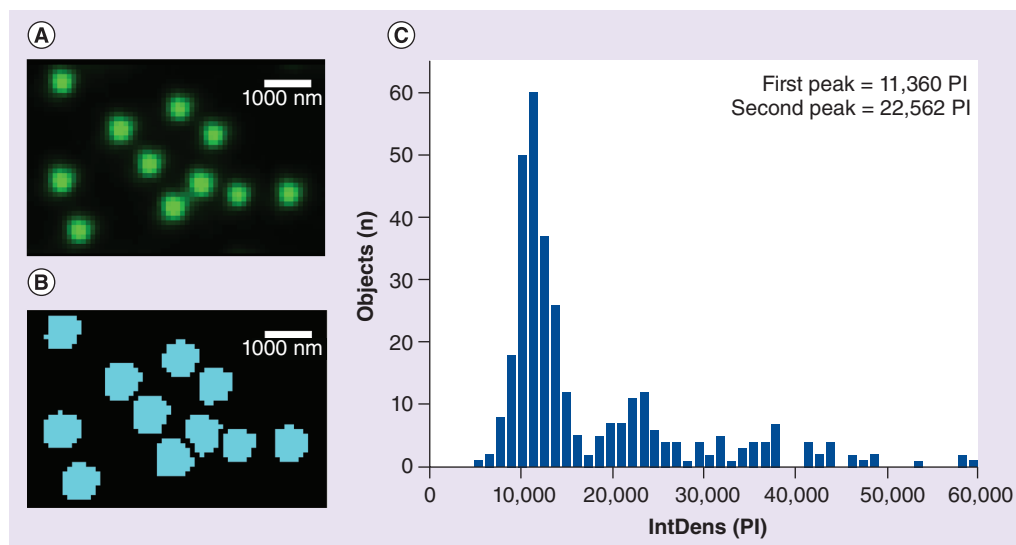 A
1000 nm
B
1000 nm
C
First peak = 11,360 PI
Second peak = 22,562 PI
Objects (n)
60
50
40
30
20
10
0
0 10,000 20,000 30,000 40,000 50,000 60,000
IntDens (PI)